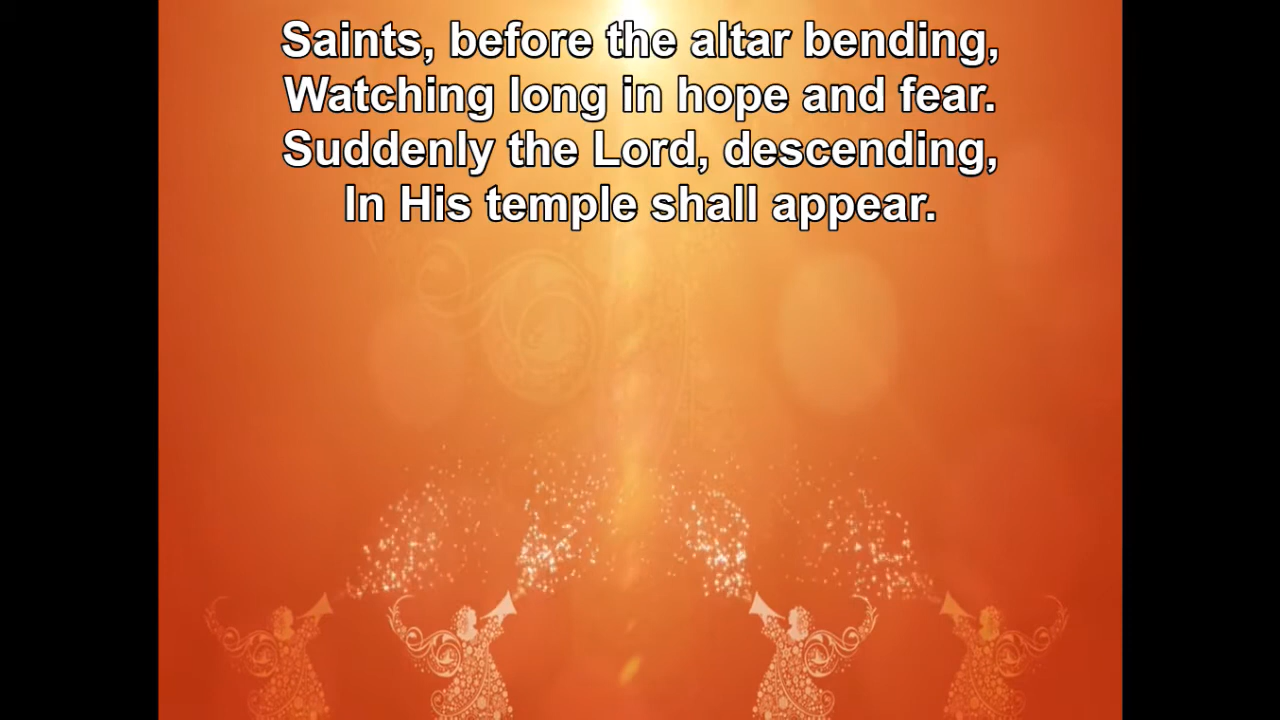 Saints, before the altar bending,
Watching long in hope and fear.
Suddenly the Lord, descending,
In His temple shall appear.